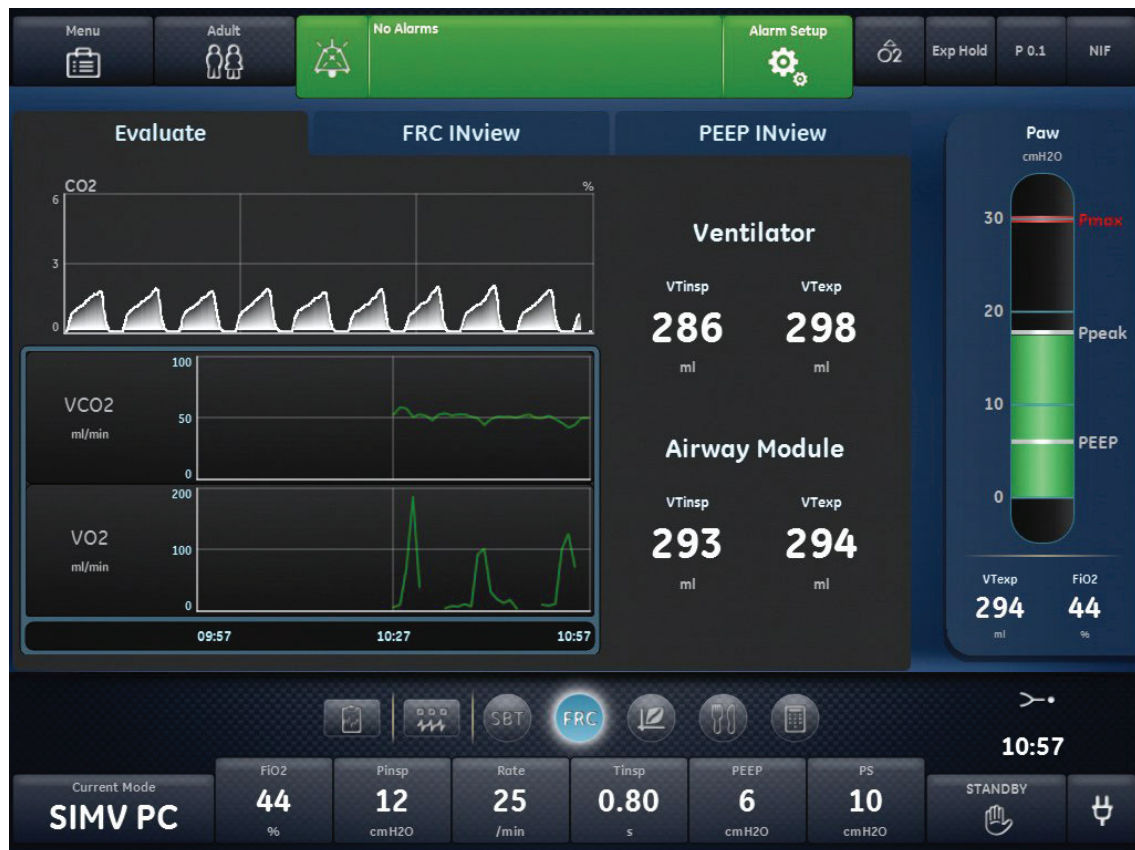 Menu
Adult
No Alarms
Alarm Setup
Ô2
Exp Hold
P 0.1
NIF
Evaluate
FRC INview
PEEP INview
CO2
%
6
3
0
VCO2
ml/min
100
50
0
VO2
ml/min
200
100
0
09:57 10:27 10:57
Ventilator
VTinsp VTexp
286 298
ml ml
Airway Module
VTinsp VTexp
293 294
ml ml
Paw
cmH2O
30 Pmax
20
Ppeak
10
PEEP
0
VTexp FiO2
294 44
ml %
SBT
FRC
10:57
Current Mode
SIMV PC
FiO2
44
%
Pinsp
12
cmH2O
Rate
25
/min
Tinsp
0.80
s
PEEP
6
cmH2O
PS
10
cmH2O
STANDBY